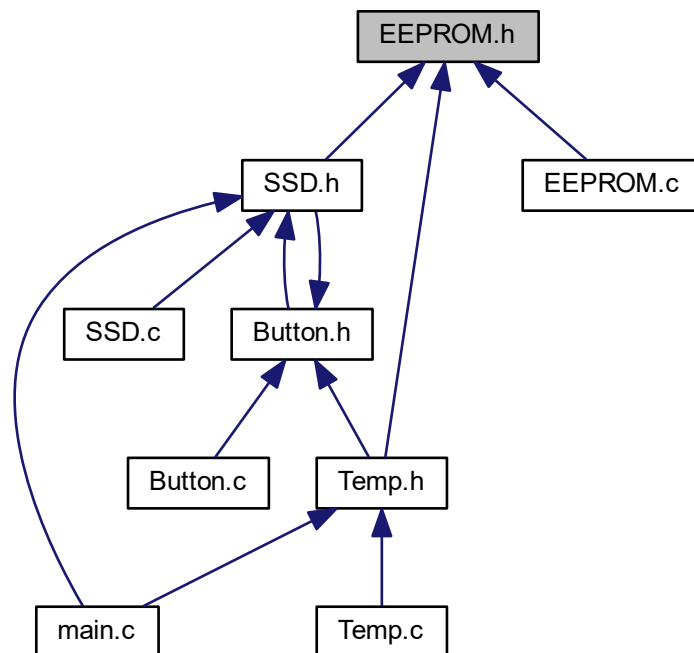 EEPROM.h
SSD.h
EEPROM.c
SSD.c
Button.h
Button.c
Temp.h
main.c
Temp.c